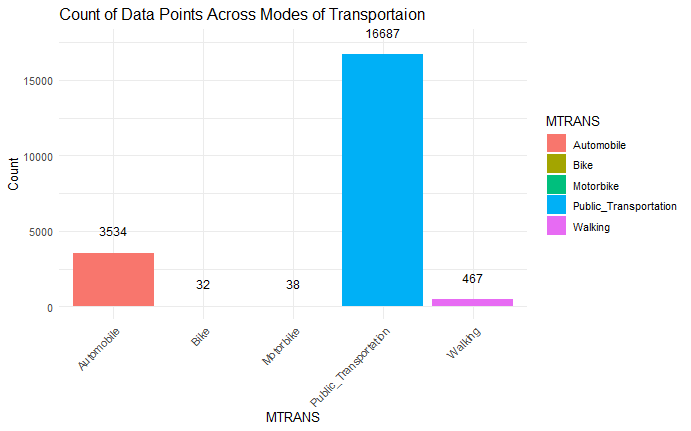 Count of Data Points Across Modes of Transportaion
16687
15000
10000
5000
0
Count
3534
32
38
467
Automobile
Bike
Motorbike
Public_Transportation
Walking
MTRANS
MTRANS
Automobile
Bike
Motorbike
Public_Transportation
Walking